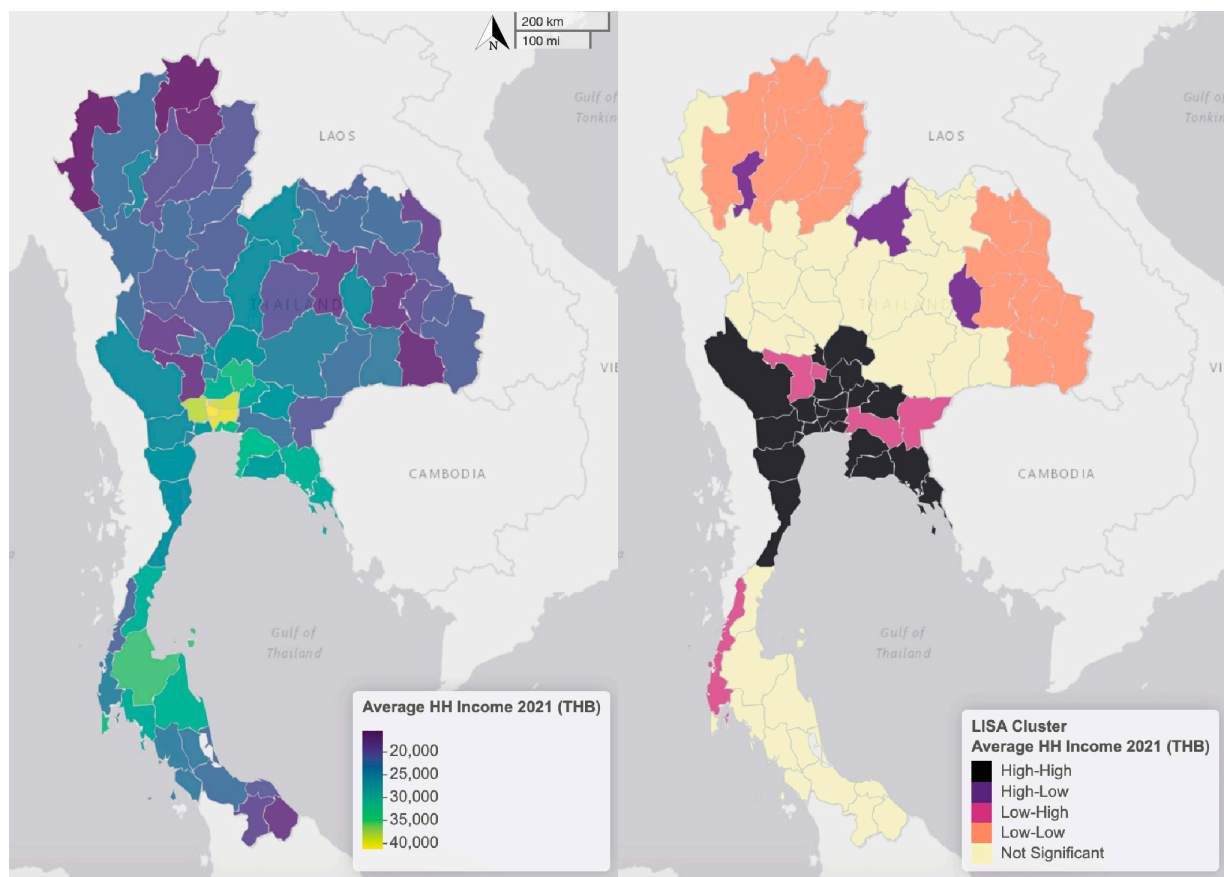 200 km
100 mi
N
Gulf of
Tonkin
LAOS
THAILAND
CAMBODIA
Gulf of
Thailand
Average HH Income 2021 (THB)
20,000
25,000
30,000
35,000
40,000
Gulf of
Tonkin
LAOS
THAILAND
VI
CAMBODIA
Gulf of
Thailand
LISA Cluster
Average HH Income 2021 (THB)
High-High
High-Low
Low-High
Low-Low
Not Significant